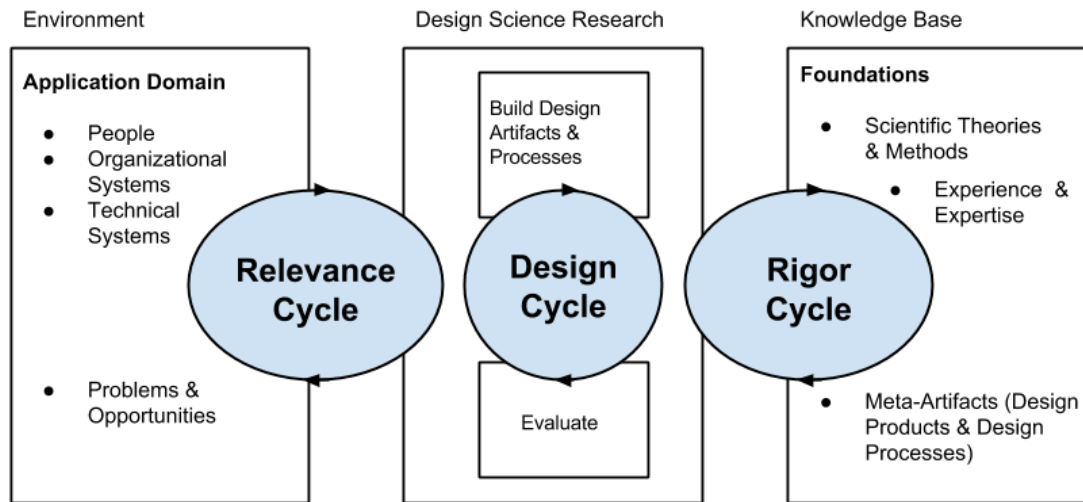 Environment
Application Domain
● People
● Organizational
Systems
● Technical
Systems
● Problems &
Opportunities
Relevance
Cycle
Design Science Research
Build Design
Artifacts &
Processes
Design
Cycle
Evaluate
Knowledge Base
Foundations
● Scientific Theories
& Methods
● Experience &
Expertise
Rigor
Cycle
● Meta-Artifacts (Design
Products & Design
Processes)